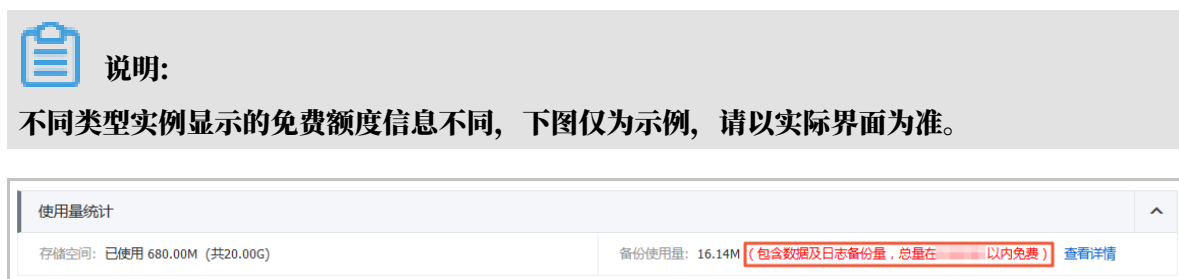 说明:
不同类型实例显示的免费额度信息不同，下图仅为示例，请以实际界面为准。
使用量统计
存储空间: 已使用 680.00M (共20.00G) 备份使用量: 16.14M (包含数据及日志备份量，总量在 以内免费) 查看详情